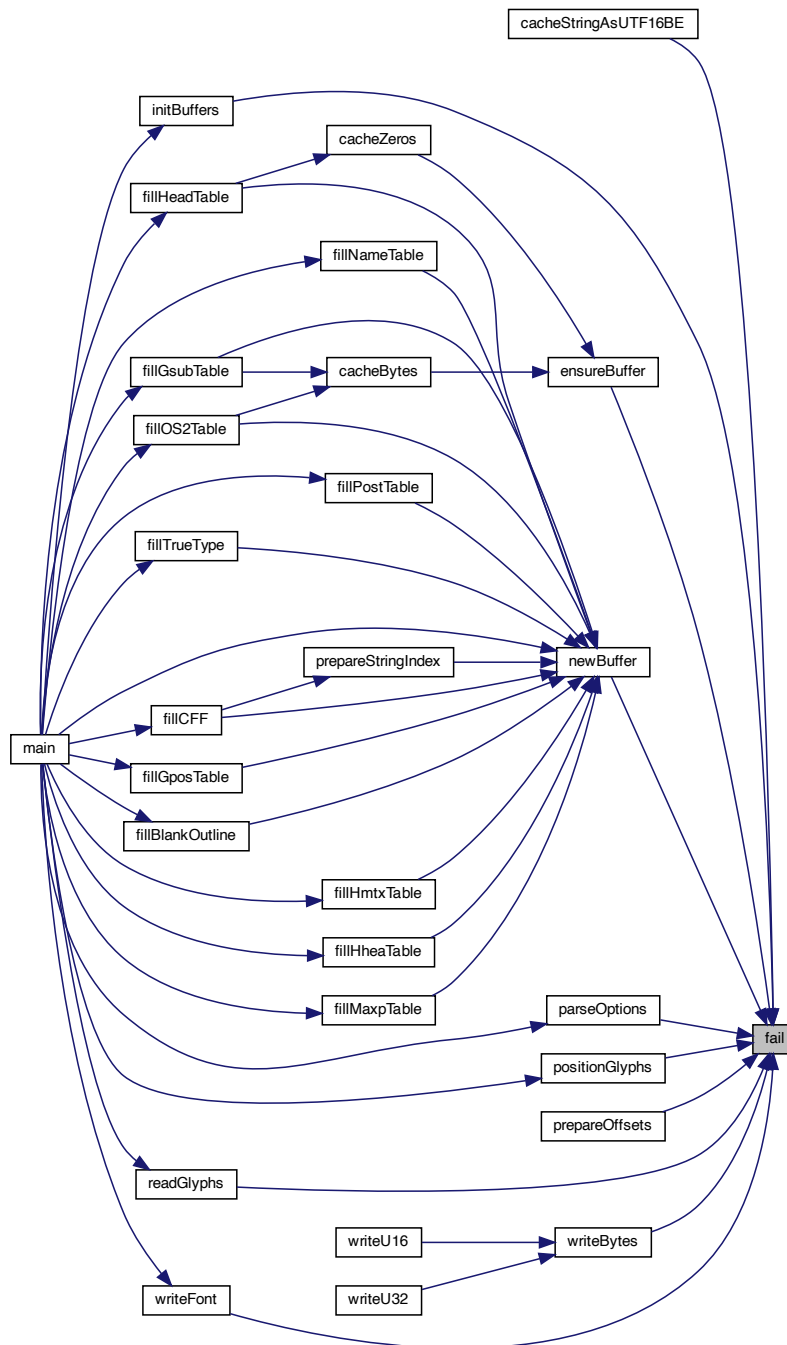 cacheStringAsUTF16BE
initBuffers
cacheZeros
fillHeadTable
fillNameTable
fillGsubTable
cacheBytes
ensureBuffer
fillOS2Table
fillPostTable
fillTrueType
prepareStringIndex
newBuffer
fillCFF
main
fillGposTable
fillBlankOutline
fillHmtxTable
fillHheaTable
fillMaxpTable
parseOptions
fail
positionGlyphs
prepareOffsets
readGlyphs
writeU16
writeBytes
writeFont
writeU32